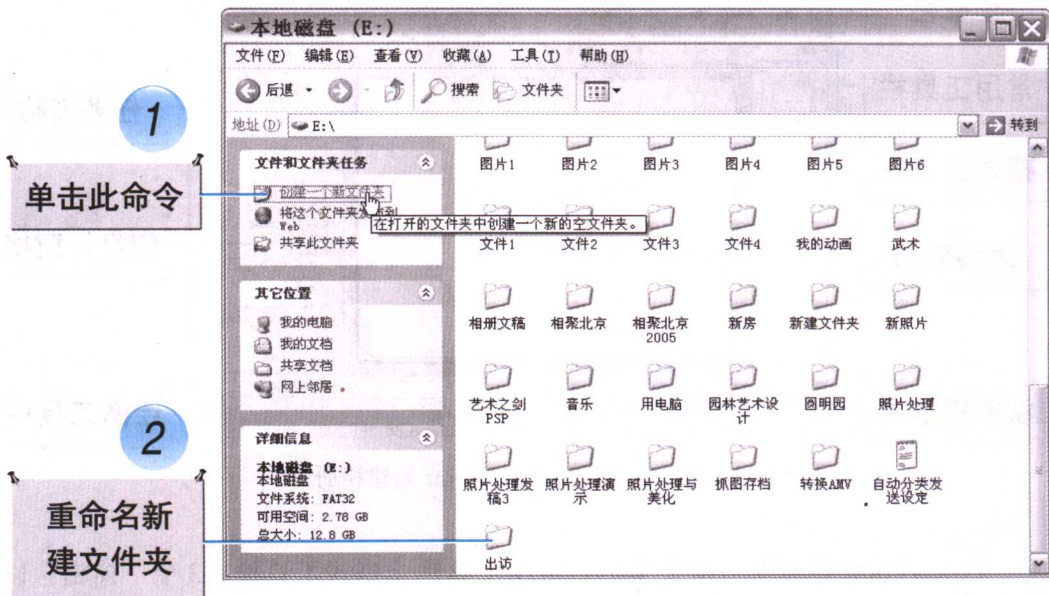 本地磁盘 (E:)
文件(F) 编辑(E) 查看(V) 收藏(A) 工具(T) 帮助(H)
后退 搜索 文件夹
地址(D) E:\ 转到
1
单击此命令
文件和文件夹任务
创建一个新文件夹
将这个文件夹发布到
Web
共享此文件夹
在打开的文件夹中创建一个新的空文件夹。
其它位置
我的电脑
我的文档
共享文档
网上邻居
2
重命名新
建文件夹
详细信息
本地磁盘 (E:)
本地磁盘
文件系统: FAT32
可用空间: 2.78 GB
总大小: 12.8 GB
图片1 图片2 图片3 图片4 图片5 图片6
文件1 文件2 文件3 文件4 我的动画 武术
相册文稿 相聚北京 相聚北京 新房 新建文件夹 新照片
2005
艺术之剑 音乐 用电脑 园林艺术设 圆明园 照片处理
PSP 计
照片处理发 照片处理演 照片处理与 抓图存档 转换AMV 自动分类发
稿3 示 美化 送设定
出访